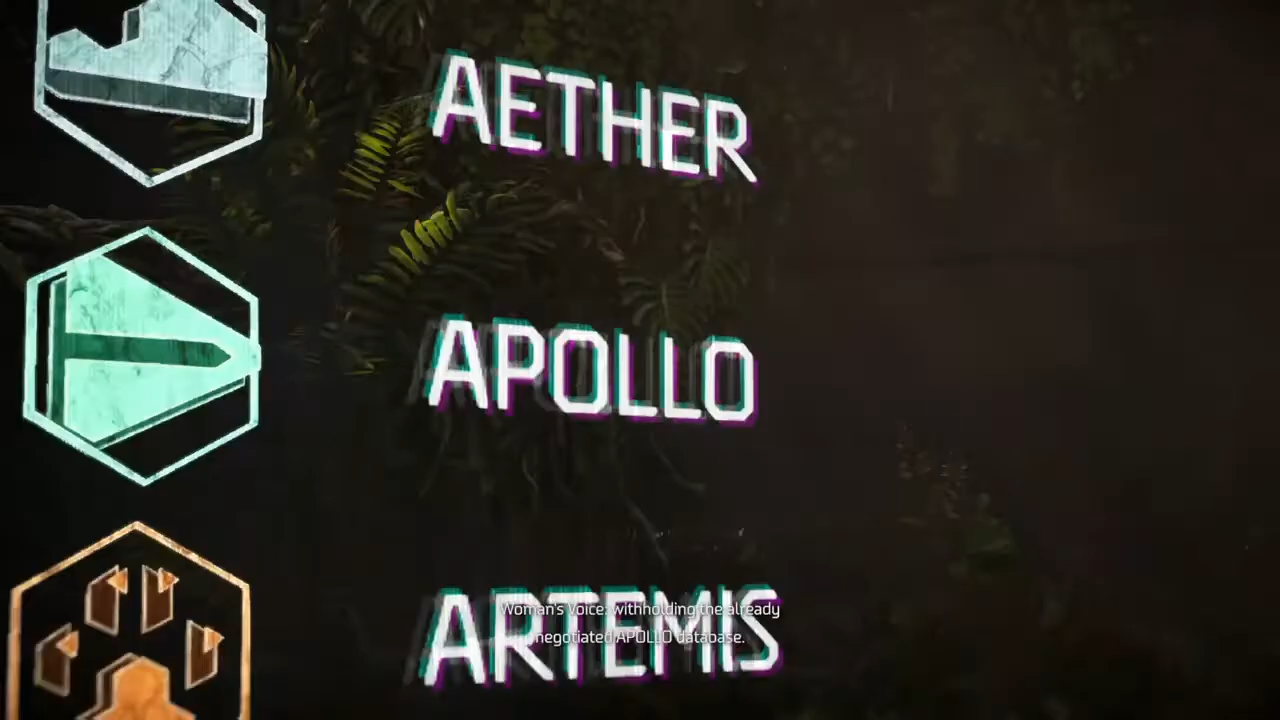 AETHER
APOLLO
ARTEMIS
Woman's Voice: withholding the already
negotiated APOLLO database.